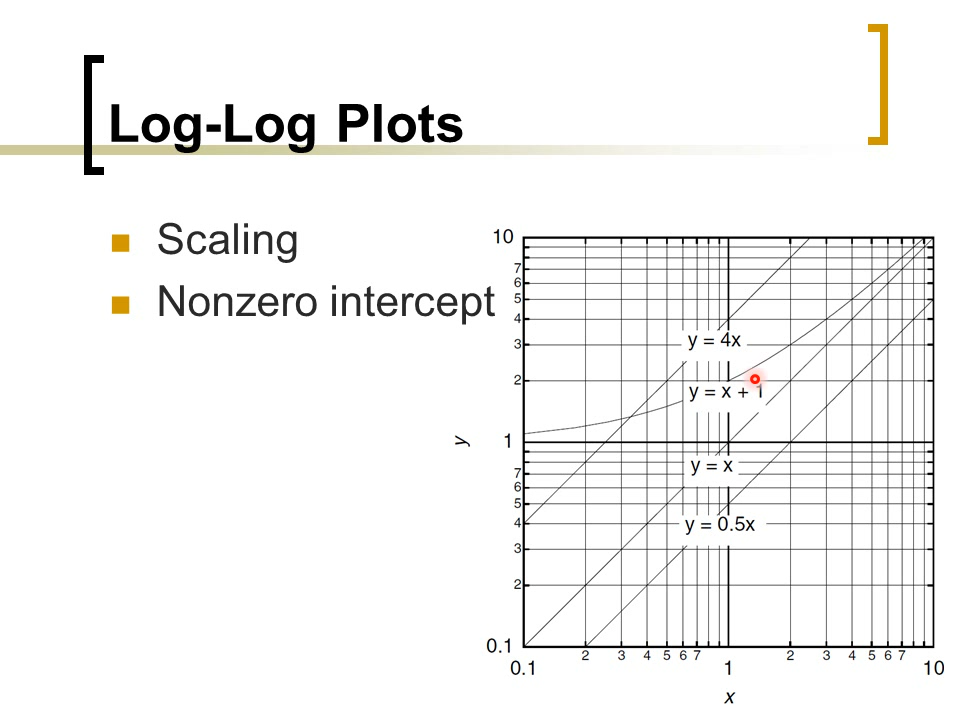 Log-Log Plots
Scaling
Nonzero intercept
10
7
6
5
4
3
2
1
7
6
5
4
3
2
0.1
y
y = 4x
y = x + 1
y = x
y = 0.5x
0.1 2 3 4 5 6 7 1 2 3 4 5 6 7 10
x